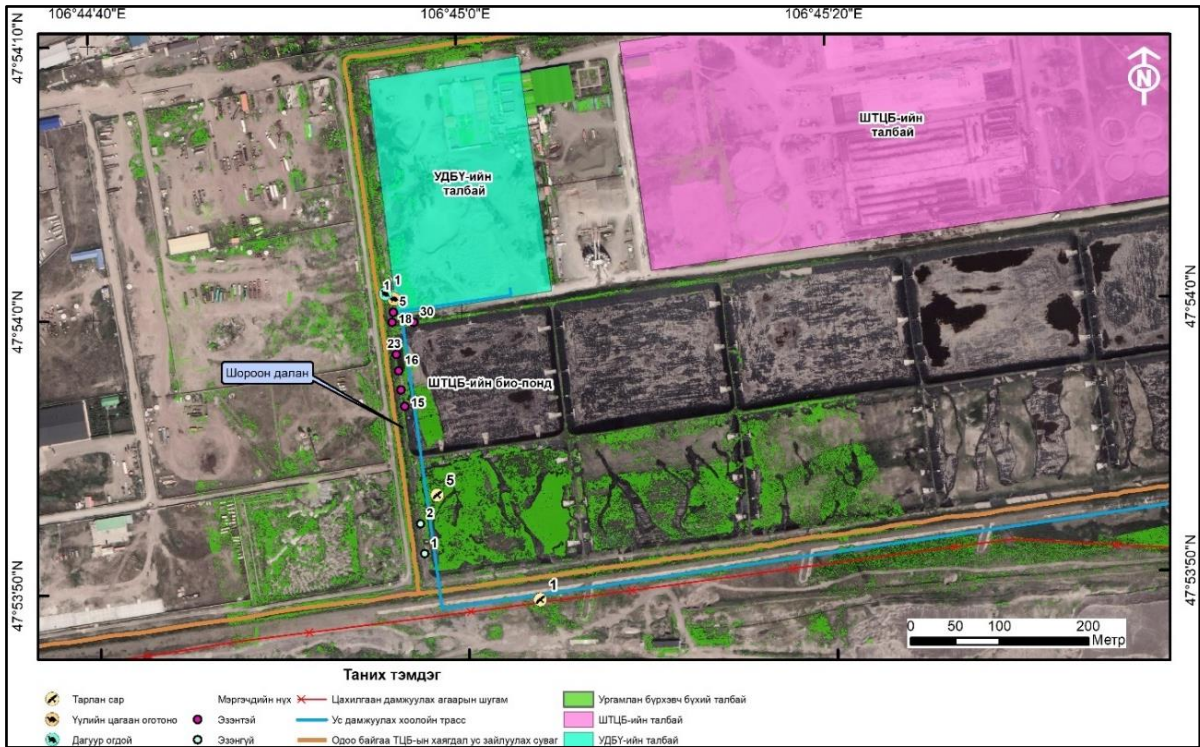 106°44'40"E
106°45'0"E
106°45'20"E
47°54'10"N
47°54'10"N
N
ШТЦБ-ийн
талбай
УДБҮ-ийн
талбай
1
1
5
18
30
47°54'0"N
47°54'0"N
23
16
Шороон далан
ШТЦБ-ийн био-понд
15
5
2
1
1
47°53'50"N
47°53'50"N
0 50 100 200
Метр
Таних тэмдэг
Тарлан сар
Үүлийн цагаан оготоно
Дагуур огдой
Мэргэчдийн нүх
Эзэнтэй
Эзэнгүй
Цахилгаан дамжуулах агаарын шугам
Ус дамжуулах хоолойн трасс
Одоо байгаа ТЦБ-ын хаягдал ус зайлуулах суваг
Ургамлан бүрхэвч бүхий талбай
ШТЦБ-ийн талбай
УДБҮ-ийн талбай